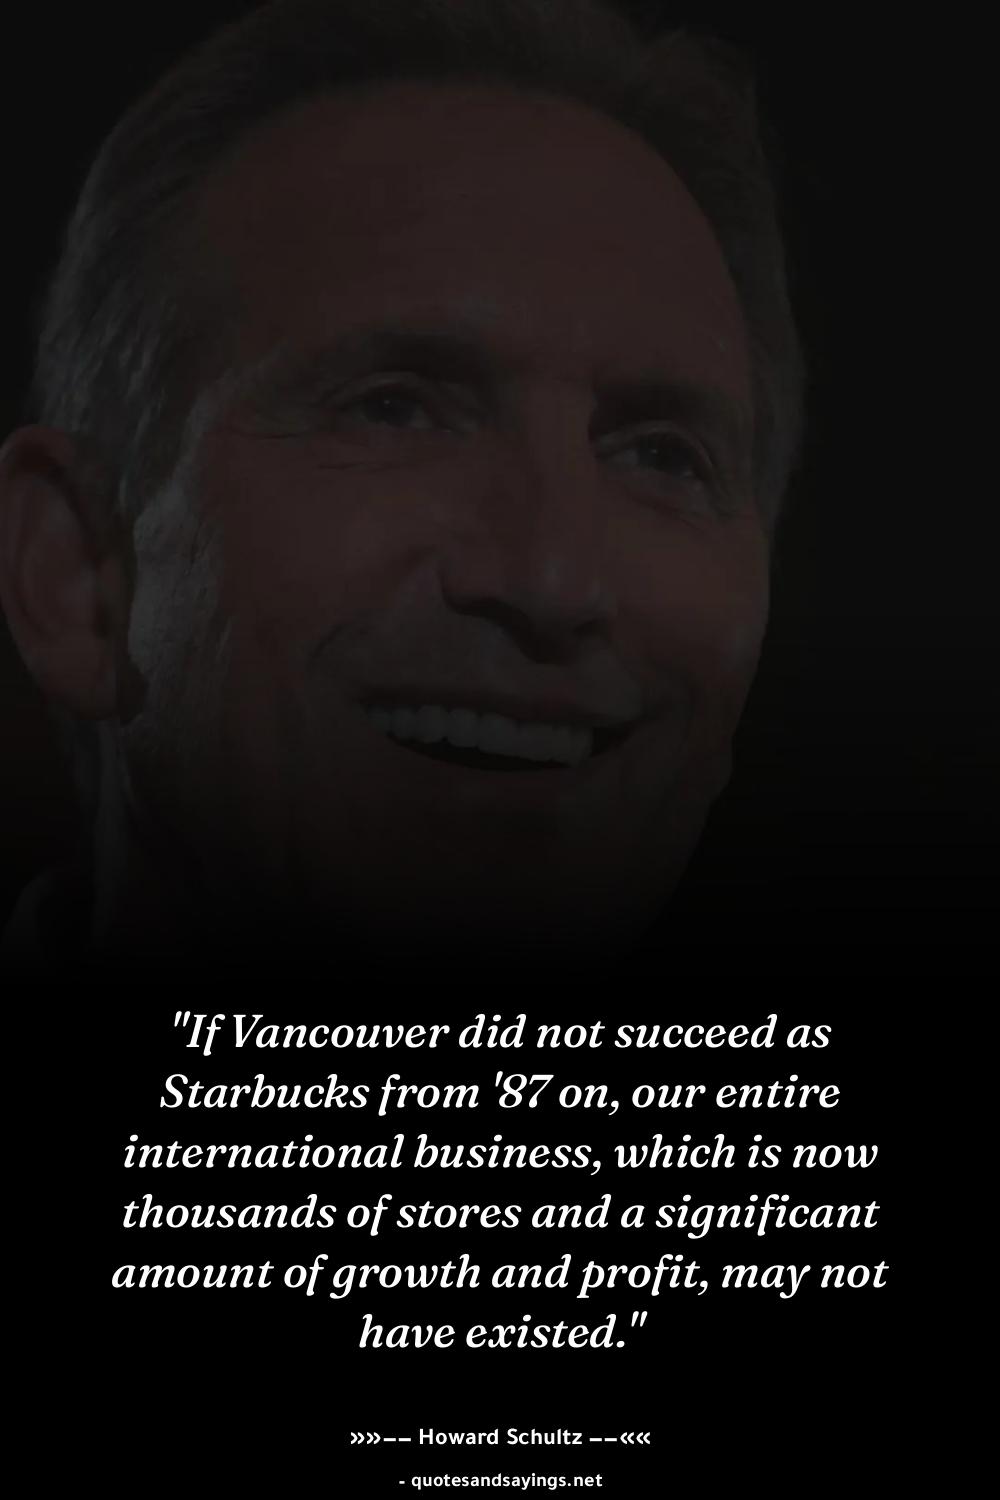 "If Vancouver did not succeed as
Starbucks from '87 on, our entire
international business, which is now
thousands of stores and a significant
amount of growth and profit, may not
have existed."
»»—— Howard Schultz ——««
- quotesandsayings.net